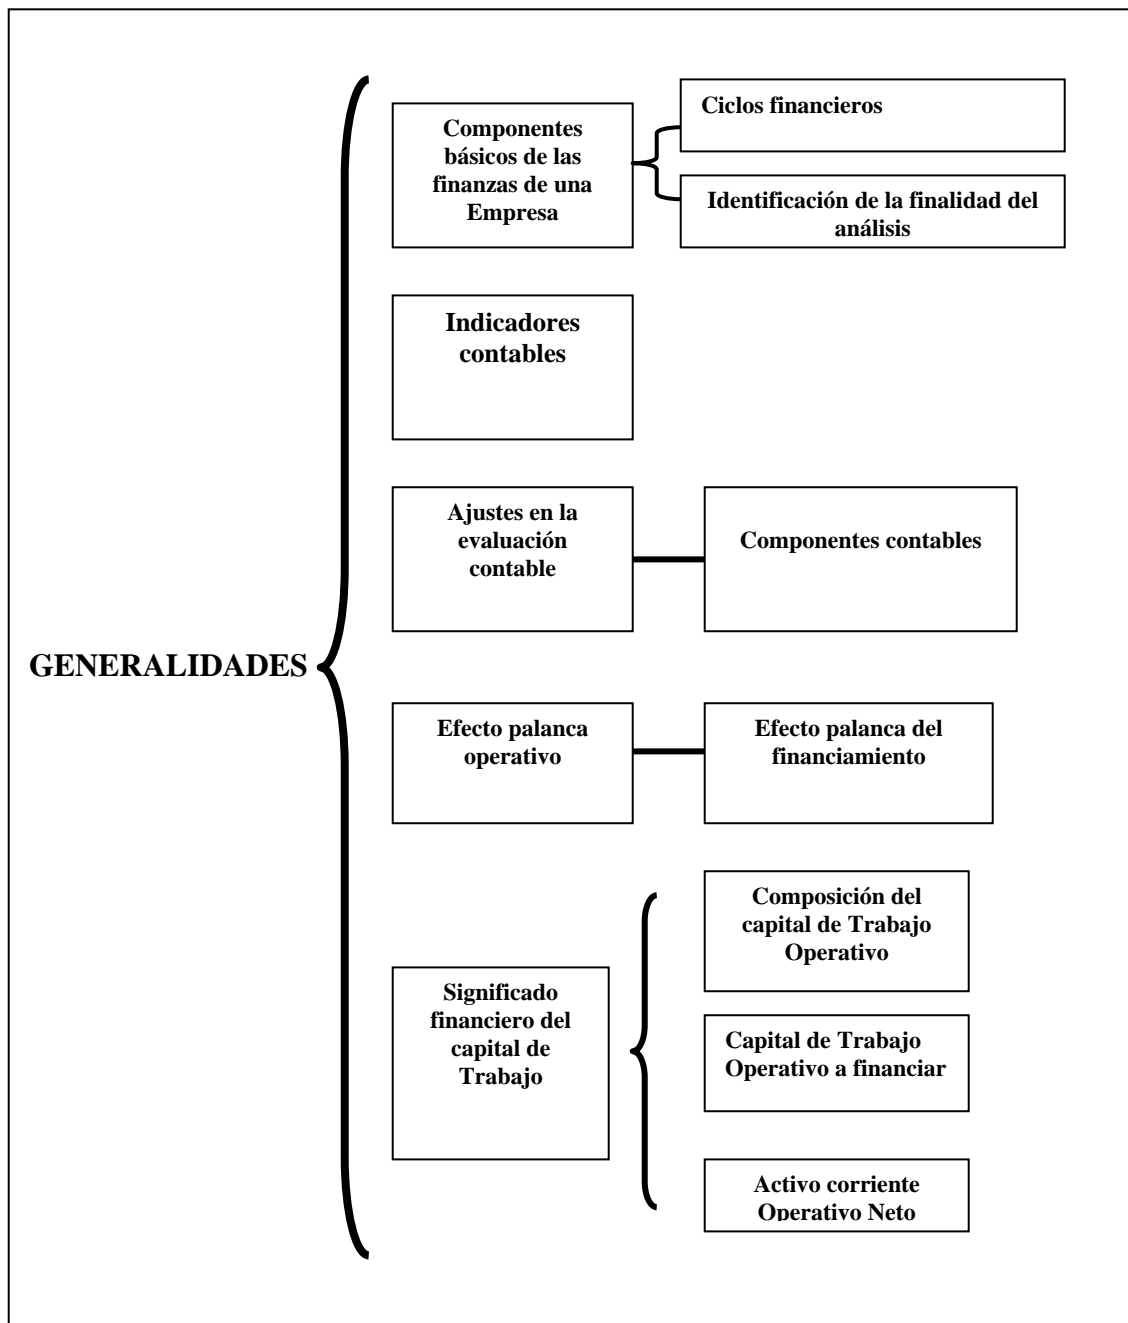 GENERALIDADES
Componentes
básicos de las
finanzas de una
Empresa
Ciclos financieros
Identificación de la finalidad del
análisis
Indicadores
contables
Ajustes en la
evaluación
contable
Componentes contables
Efecto palanca
operativo
Efecto palanca del
financiamiento
Significado
financiero del
capital de
Trabajo
Composición del
capital de Trabajo
Operativo
Capital de Trabajo
Operativo a financiar
Activo corriente
Operativo Neto